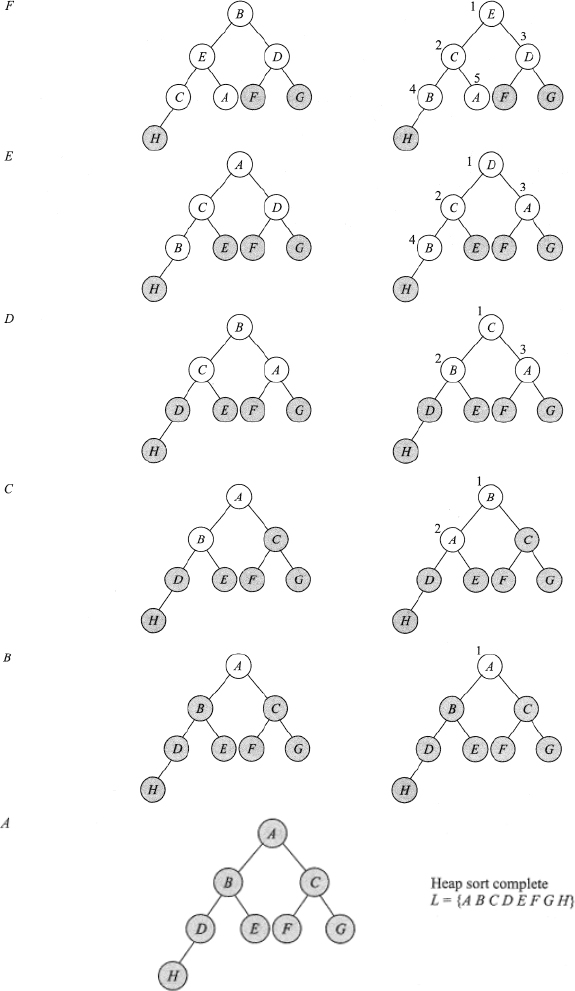 F
B
1 E
E D
2 C 3 D
C A F G
4 B 5 A F G
H
H
E
A
1 D
C D
2 C 3 A
B E F G
4 B E F G
H
H
D
B
1 C
C A
2 B 3 A
D E F G
D E F G
H
H
C
A
1 B
B C
2 A C
D E F G
D E F G
H
H
B
A
1 A
B C
B C
D E F G
D E F G
H
H
A
A
B C
D E F G
H
Heap sort complete
L = {A B C D E F G H}